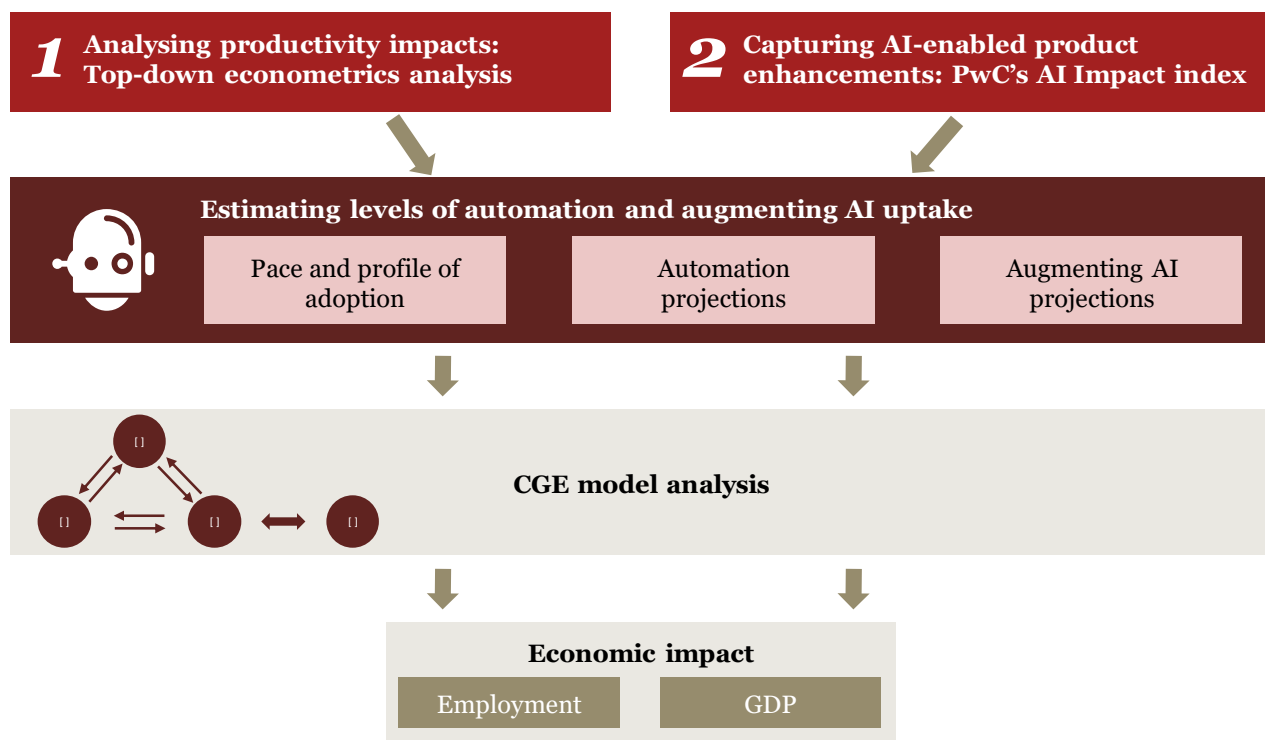 1 Analysing productivity impacts:
Top-down econometrics analysis
2 Capturing AI-enabled product
enhancements: PwC’s AI Impact index
Estimating levels of automation and augmenting AI uptake
Pace and profile of
adoption
Automation
projections
Augmenting AI
projections
[ ]
CGE model analysis
[ ]
[ ]
[ ]
Economic impact
Employment
GDP